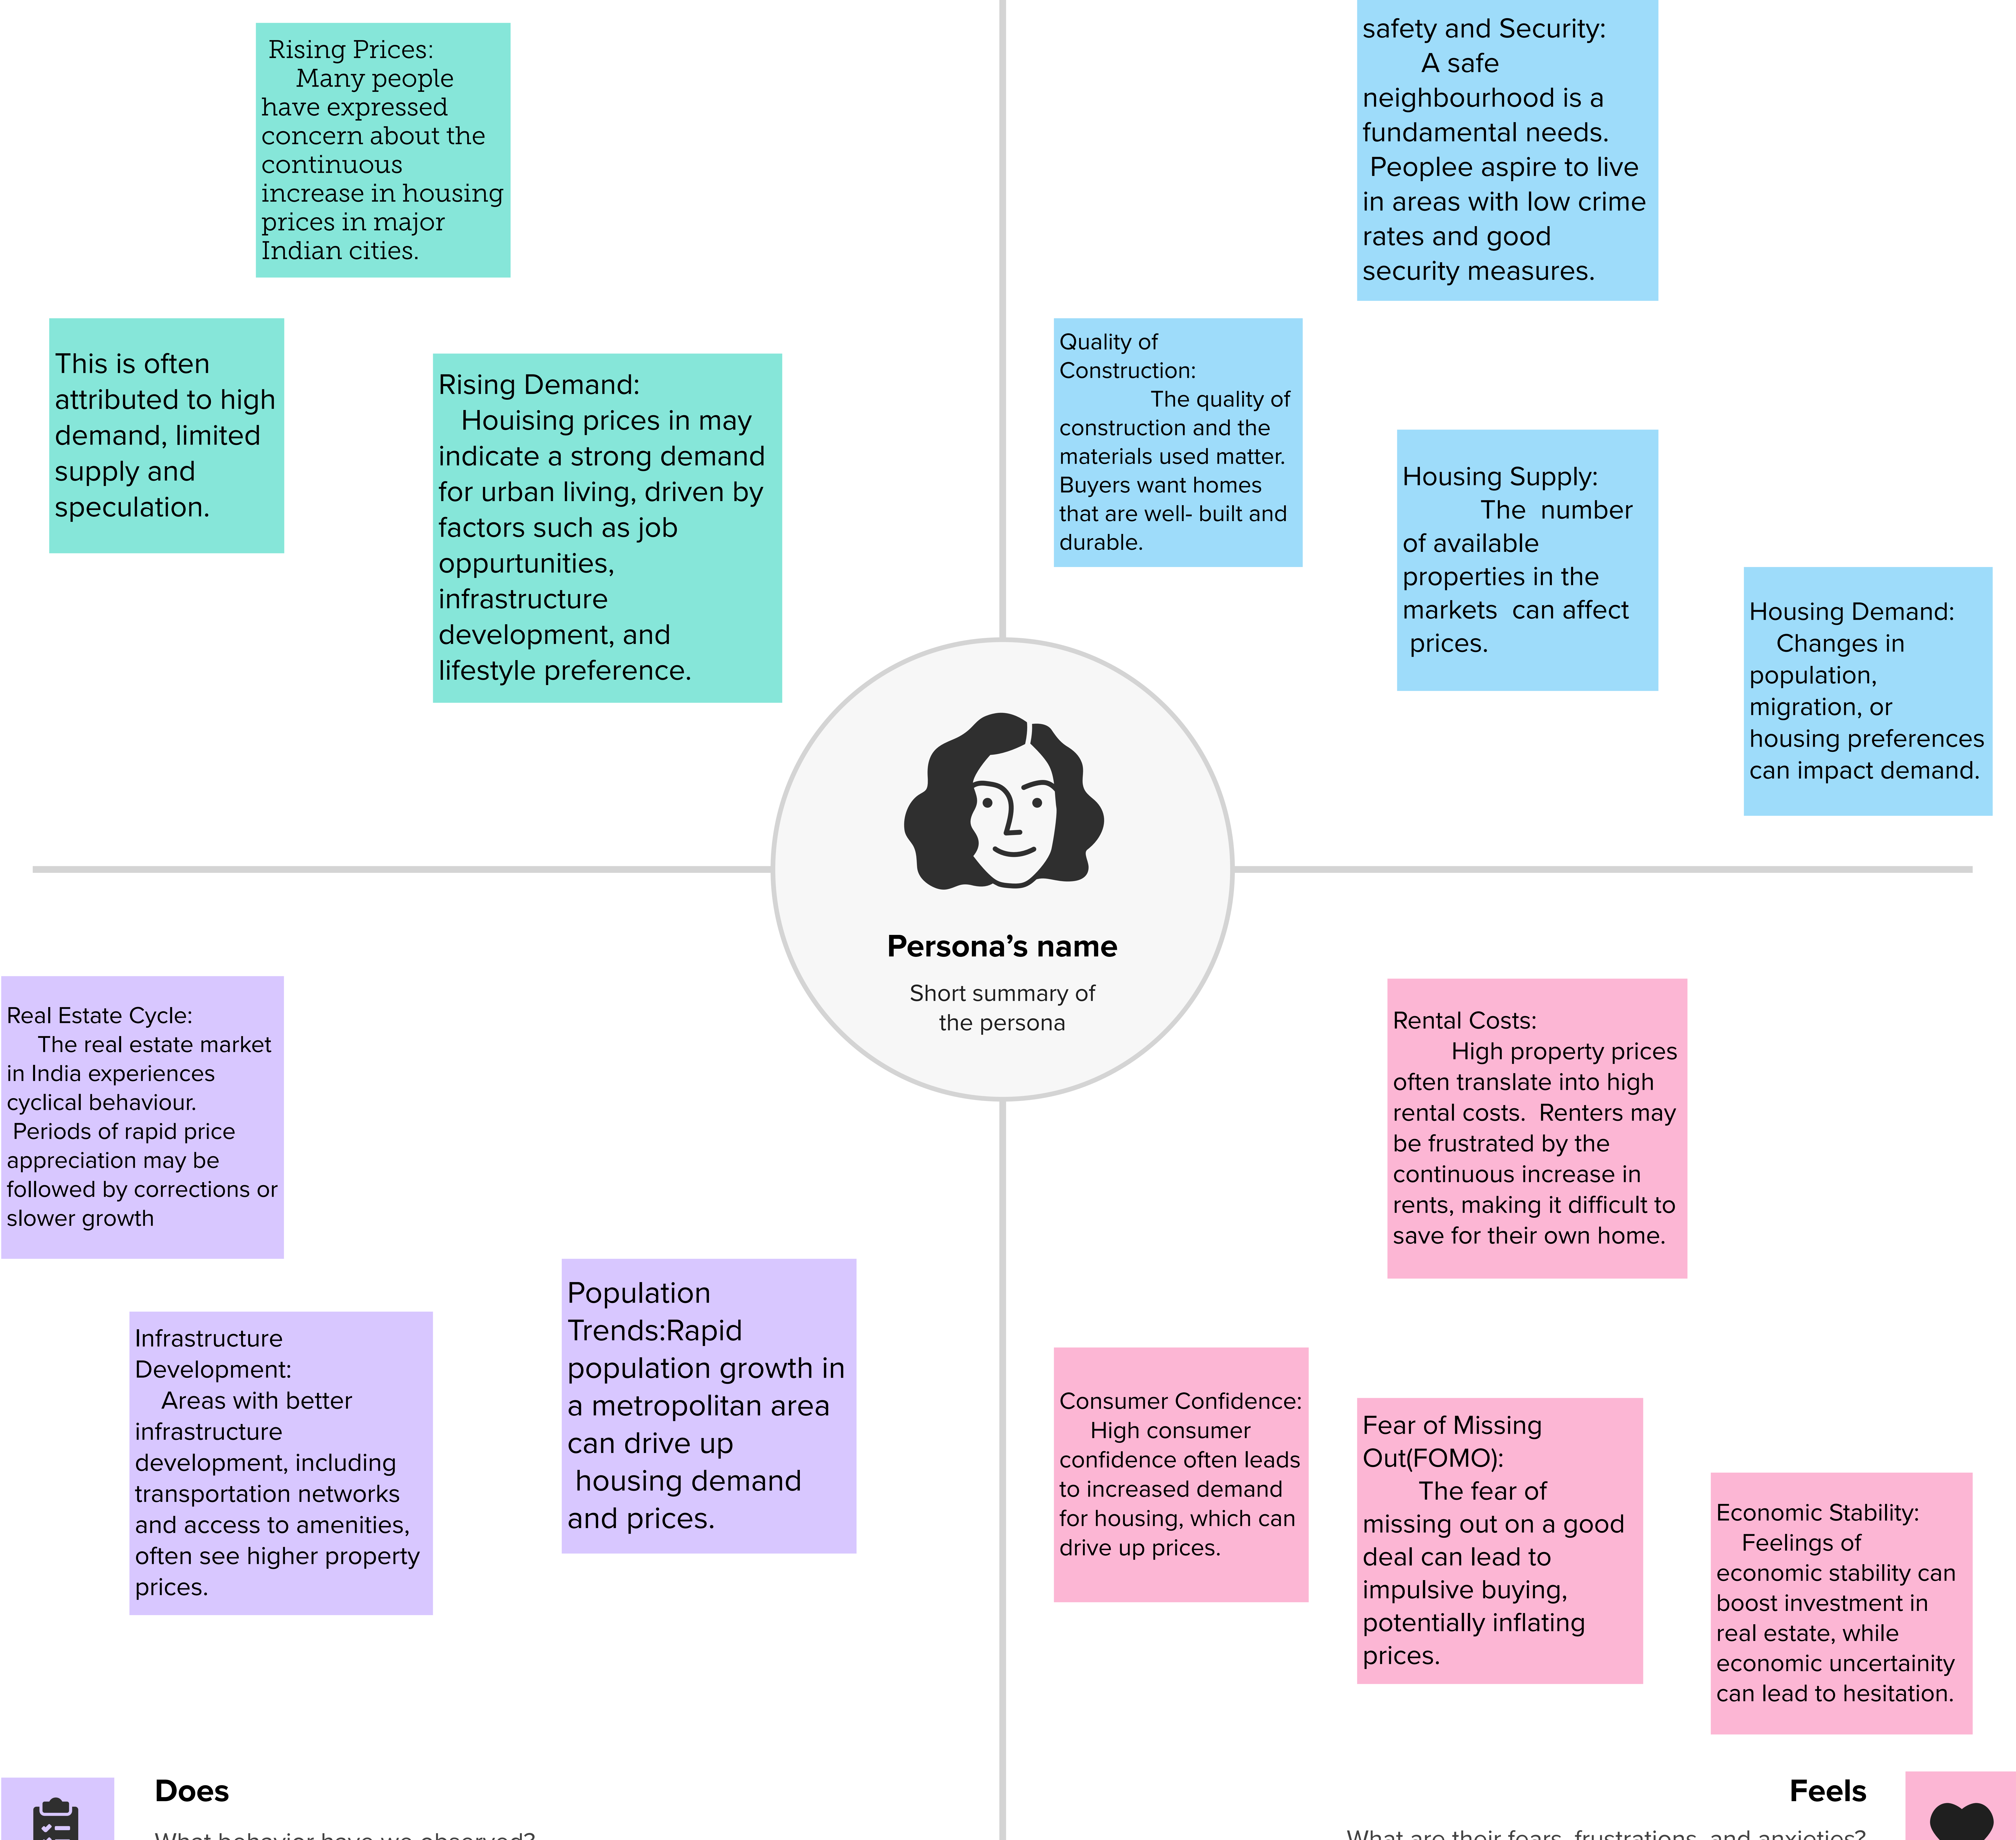 Rising Prices:
Many people
have expressed
concern about the
continuous
increase in housing
prices in major
Indian cities.
This is often
attributed to high
demand, limited
supply and
speculation.
Rising Demand:
Houising prices in may
indicate a strong demand
for urban living, driven by
factors such as job
oppurtunities,
infrastructure
development, and
lifestyle preference.
safety and Security:
A safe
neighbourhood is a
fundamental needs.
Peoplee aspire to live
in areas with low crime
rates and good
security measures.
Quality of
Construction:
The quality of
construction and the
materials used matter.
Buyers want homes
that are well- built and
durable.
Housing Supply:
The number
of available
properties in the
markets can affect
prices.
Housing Demand:
Changes in
population,
migration, or
housing preferences
can impact demand.
Persona’s name
Short summary of
the persona
Real Estate Cycle:
The real estate market
in India experiences
cyclical behaviour.
Periods of rapid price
appreciation may be
followed by corrections or
slower growth
Infrastructure
Development:
Areas with better
infrastructure
development, including
transportation networks
and access to amenities,
often see higher property
prices.
Population
Trends:Rapid
population growth in
a metropolitan area
can drive up
housing demand
and prices.
Rental Costs:
High property prices
often translate into high
rental costs. Renters may
be frustrated by the
continuous increase in
rents, making it difficult to
save for their own home.
Consumer Confidence:
High consumer
confidence often leads
to increased demand
for housing, which can
drive up prices.
Fear of Missing
Out(FOMO):
The fear of
missing out on a good
deal can lead to
impulsive buying,
potentially inflating
prices.
Economic Stability:
Feelings of
economic stability can
boost investment in
real estate, while
economic uncertainity
can lead to hesitation.
Does
What behavior have we observed?
Feels
What are their fears, frustrations, and anxieties?